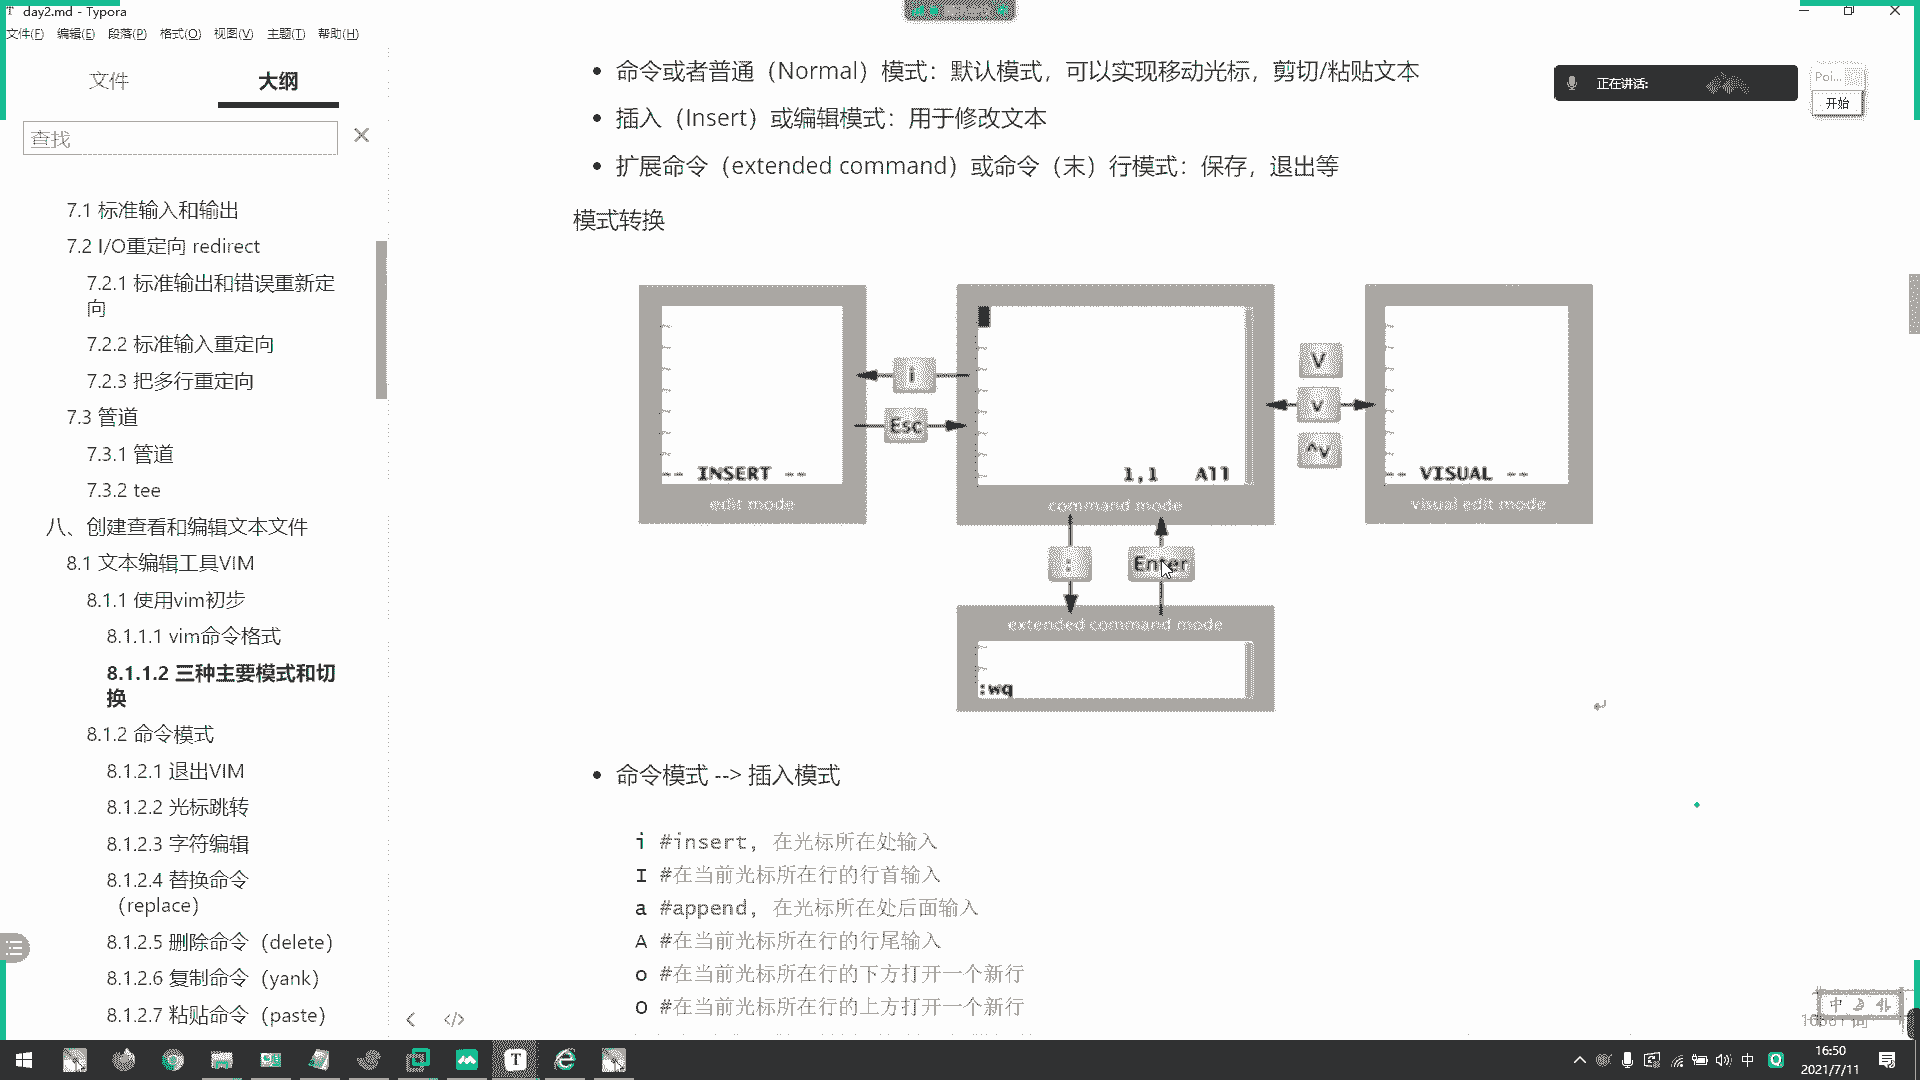 day2.md - Typora
文件(F) 编辑(E) 段落(P) 格式(O) 视图(V) 主题(T) 帮助(H)
文件 大纲
查找
7.1 标准输入和输出
7.2 I/O重定向 redirect
7.2.1 标准输出和错误重新定
向
7.2.2 标准输入重定向
7.2.3 把多行重定向
7.3 管道
7.3.1 管道
7.3.2 tee
八、创建查看和编辑文本文件
8.1 文本编辑工具VIM
8.1.1 使用vim初步
8.1.1.1 vim命令格式
8.1.1.2 三种主要模式和切
换
8.1.2 命令模式
8.1.2.1 退出VIM
8.1.2.2 光标跳转
8.1.2.3 字符编辑
8.1.2.4 替换命令
（replace）
8.1.2.5 删除命令（delete）
8.1.2.6 复制命令（yank）
8.1.2.7 粘贴命令（paste）
命令或者普通（Normal）模式：默认模式，可以实现移动光标，剪切/粘贴文本
插入（Insert）或编辑模式：用于修改文本
扩展命令（extended command）或命令（末）行模式：保存，退出等
模式转换
i
Esc
-- INSERT --
edit mode
1,1 All
command mode
V
v
^v
-- VISUAL --
visual edit mode
:
Enter
extended command mode
:wq
命令模式 --> 插入模式
i #insert, 在光标所在处输入
I #在当前光标所在行的行首输入
a #append, 在光标所在处后面输入
A #在当前光标所在行的行尾输入
o #在当前光标所在行的下方打开一个新行
O #在当前光标所在行的上方打开一个新行
正在讲话:
Poi...
开始
中
中
16:50
2021/7/11